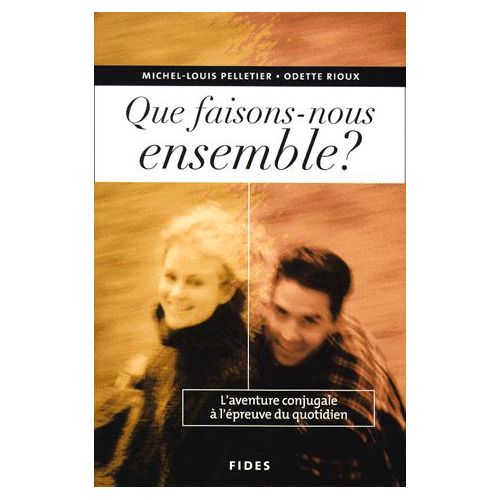 MICHEL-LOUIS PELLETIER • ODETTE RIOUX
Que faisons-nous
ensemble?
L'aventure conjugale
à l'épreuve du quotidien
FIDES